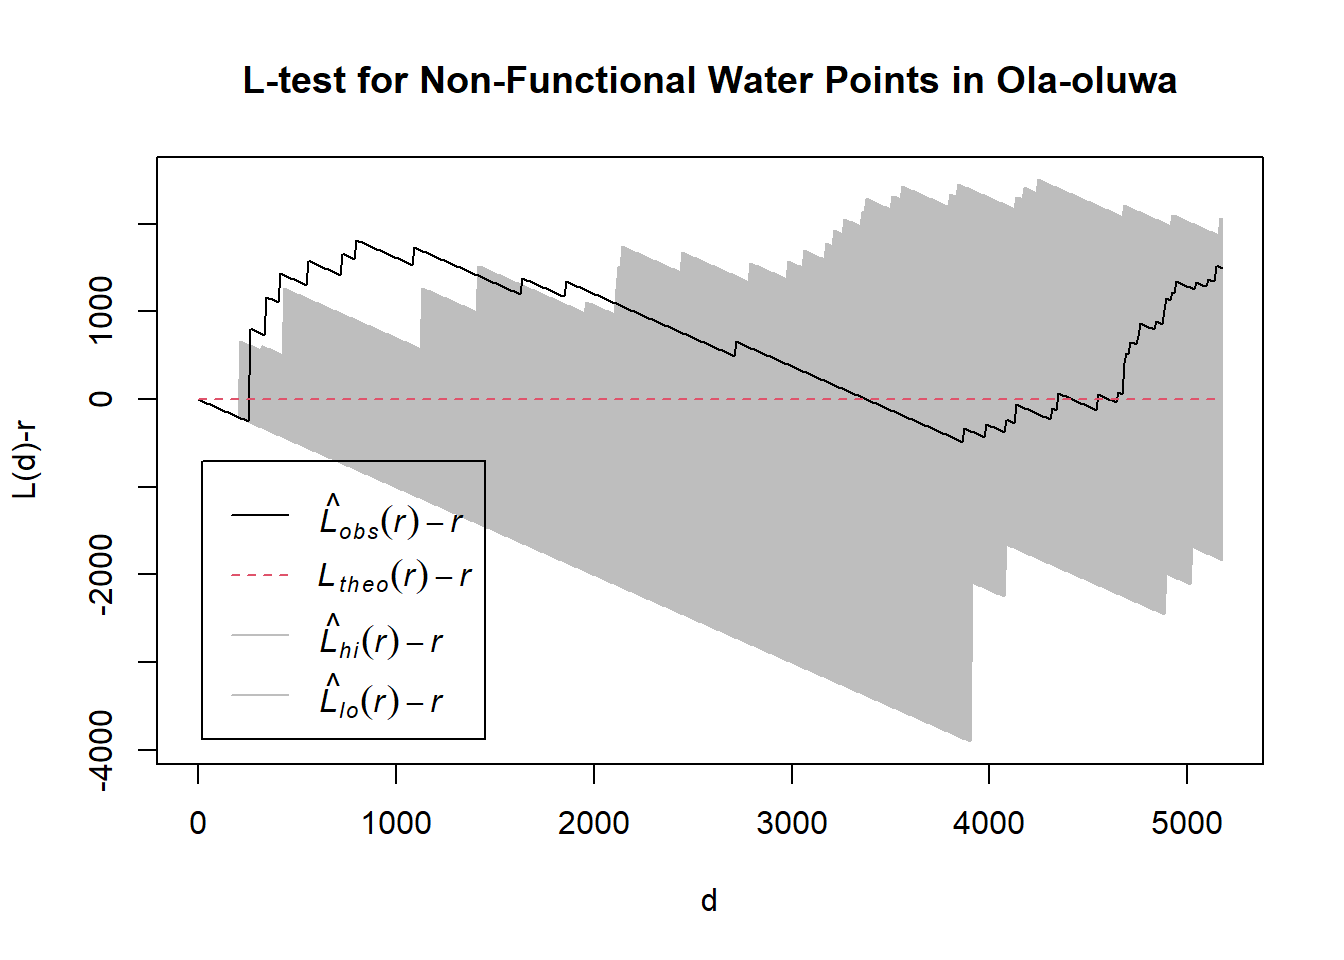 L-test for Non-Functional Water Points in Ola-oluwa
L(d)-r
1000
0
-2000
-4000
L̂obs(r) − r
Ltheo(r) − r
L̂hi(r) − r
L̂lo(r) − r
0 1000 2000 3000 4000 5000
d